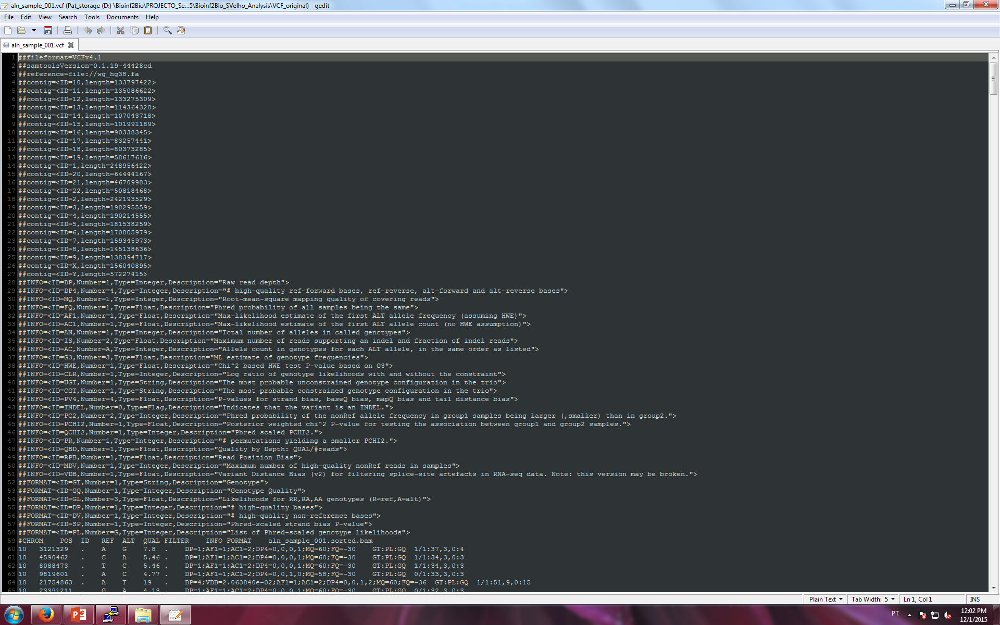 aln_sample_001.vcf (Pat_storage (D:) \Bioinf2Bio\PROJECTO_Se...5\Bioinf2Bio_SVelho_Analysis\VCF_original) - gedit
File Edit View Search Tools Documents Help
aln_sample_001.vcf
1 ##fileformat=VCFv4.1
2 ##samtoolsVersion=0.1.19-44428cd
3 ##reference=file://wg_hg38.fa
4 ##contig=<ID=10,length=133797422>
5 ##contig=<ID=11,length=135086622>
6 ##contig=<ID=12,length=133275309>
7 ##contig=<ID=13,length=114364328>
8 ##contig=<ID=14,length=107043718>
9 ##contig=<ID=15,length=101991189>
10 ##contig=<ID=16,length=90338345>
11 ##contig=<ID=17,length=83257441>
12 ##contig=<ID=18,length=80373285>
13 ##contig=<ID=19,length=58617616>
14 ##contig=<ID=1,length=248956422>
15 ##contig=<ID=20,length=64444167>
16 ##contig=<ID=21,length=46709983>
17 ##contig=<ID=22,length=50818468>
18 ##contig=<ID=2,length=242193529>
19 ##contig=<ID=3,length=198295559>
20 ##contig=<ID=4,length=190214555>
21 ##contig=<ID=5,length=181538259>
22 ##contig=<ID=6,length=170805979>
23 ##contig=<ID=7,length=159345973>
24 ##contig=<ID=8,length=145138636>
25 ##contig=<ID=9,length=138394717>
26 ##contig=<ID=X,length=156040895>
27 ##contig=<ID=Y,length=57227415>
28 ##INFO=<ID=DP,Number=1,Type=Integer,Description="Raw read depth">
29 ##INFO=<ID=DP4,Number=4,Type=Integer,Description="# high-quality ref-forward bases, ref-reverse, alt-forward and alt-reverse bases">
30 ##INFO=<ID=MQ,Number=1,Type=Integer,Description="Root-mean-square mapping quality of covering reads">
31 ##INFO=<ID=FQ,Number=1,Type=Float,Description="Phred probability of all samples being the same">
32 ##INFO=<ID=AF1,Number=1,Type=Float,Description="Max-likelihood estimate of the first ALT allele frequency (assuming HWE)">
33 ##INFO=<ID=AC1,Number=1,Type=Float,Description="Max-likelihood estimate of the first ALT allele count (no HWE assumption)">
34 ##INFO=<ID=AN,Number=1,Type=Integer,Description="Total number of alleles in called genotypes">
35 ##INFO=<ID=IS,Number=2,Type=Float,Description="Maximum number of reads supporting an indel and fraction of indel reads">
36 ##INFO=<ID=AC,Number=A,Type=Integer,Description="Allele count in genotypes for each ALT allele, in the same order as listed">
37 ##INFO=<ID=G3,Number=3,Type=Float,Description="ML estimate of genotype frequencies">
38 ##INFO=<ID=HWE,Number=1,Type=Float,Description="Chi^2 based HWE test P-value based on G3">
39 ##INFO=<ID=CLR,Number=1,Type=Integer,Description="Log ratio of genotype likelihoods with and without the constraint">
40 ##INFO=<ID=UGT,Number=1,Type=String,Description="The most probable unconstrained genotype configuration in the trio">
41 ##INFO=<ID=CGT,Number=1,Type=String,Description="The most probable constrained genotype configuration in the trio">
42 ##INFO=<ID=PV4,Number=4,Type=Float,Description="P-values for strand bias, baseQ bias, mapQ bias and tail distance bias">
43 ##INFO=<ID=INDEL,Number=0,Type=Flag,Description="Indicates that the variant is an INDEL.">
44 ##INFO=<ID=PC2,Number=2,Type=Integer,Description="Phred probability of the nonRef allele frequency in group1 samples being larger (,smaller) than in group2.">
45 ##INFO=<ID=PCHI2,Number=1,Type=Float,Description="Posterior weighted chi^2 P-value for testing the association between group1 and group2 samples.">
46 ##INFO=<ID=QCHI2,Number=1,Type=Integer,Description="Phred scaled PCHI2.">
47 ##INFO=<ID=PR,Number=1,Type=Integer,Description="# permutations yielding a smaller PCHI2.">
48 ##INFO=<ID=QBD,Number=1,Type=Float,Description="Quality by Depth: QUAL/#reads">
49 ##INFO=<ID=RPB,Number=1,Type=Float,Description="Read Position Bias">
50 ##INFO=<ID=MDV,Number=1,Type=Integer,Description="Maximum number of high-quality nonRef reads in samples">
51 ##INFO=<ID=VDB,Number=1,Type=Float,Description="Variant Distance Bias (v2) for filtering splice-site artefacts in RNA-seq data. Note: this version may be broken.">
52 ##FORMAT=<ID=GT,Number=1,Type=String,Description="Genotype">
53 ##FORMAT=<ID=GQ,Number=1,Type=Integer,Description="Genotype Quality">
54 ##FORMAT=<ID=GL,Number=3,Type=Float,Description="Likelihoods for RR,RA,AA genotypes (R=ref,A=alt)">
55 ##FORMAT=<ID=DP,Number=1,Type=Integer,Description="# high-quality bases">
56 ##FORMAT=<ID=DV,Number=1,Type=Integer,Description="# high-quality non-reference bases">
57 ##FORMAT=<ID=SP,Number=1,Type=Integer,Description="Phred-scaled strand bias P-value">
58 ##FORMAT=<ID=PL,Number=G,Type=Integer,Description="List of Phred-scaled genotype likelihoods">
59 #CHROM POS ID REF ALT QUAL FILTER INFO FORMAT aln_sample_001.sorted.bam
60 10 3121329 . A G 7.8 . DP=1;AF1=1;AC1=2;DP4=0,0,0,1;MQ=60;FQ=-30 GT:PL:GQ 1/1:37,3,0:4
61 10 4590462 . C A 5.46 . DP=1;AF1=1;AC1=2;DP4=0,0,0,1;MQ=60;FQ=-30 GT:PL:GQ 1/1:34,3,0:3
62 10 8088473 . T C 5.46 . DP=1;AF1=1;AC1=2;DP4=0,0,0,1;MQ=60;FQ=-30 GT:PL:GQ 1/1:34,3,0:3
63 10 9819601 . A C 4.77 . DP=1;AF1=1;AC1=2;DP4=0,0,1,0;MQ=58;FQ=-30 GT:PL:GQ 0/1:33,3,0:3
64 10 21754863 . A T 19 . DP=4;VDB=2.063840e-02;AF1=1;AC1=2;DP4=0,0,1,2;MQ=60;FQ=-36 GT:PL:GQ 1/1:51,9,0:15
65 10 23391211 . G A 4.13 . DP=1;AF1=1;AC1=2;DP4=0,0,0,1;MQ=60;FQ=-30 GT:PL:GQ 0/1:32,3,0:3
Plain Text Tab Width: 5 Ln 1, Col 1 INS
PT 12:02 PM
12/1/2015